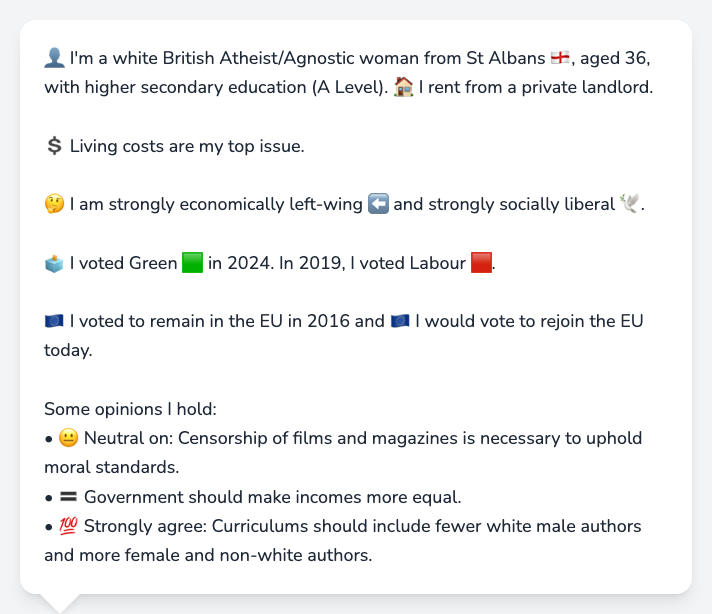 👤 I'm a white British Atheist/Agnostic woman from St Albans 🏴󠁧󠁢󠁥󠁮󠁧󠁿, aged 36,
with higher secondary education (A Level). 🏠 I rent from a private landlord.
💲 Living costs are my top issue.
🤔 I am strongly economically left-wing ⬅️ and strongly socially liberal 🕊️.
🗳️ I voted Green 🟩 in 2024. In 2019, I voted Labour 🟥.
🇪🇺 I voted to remain in the EU in 2016 and 🇪🇺 I would vote to rejoin the EU
today.
Some opinions I hold:
• 😐 Neutral on: Censorship of films and magazines is necessary to uphold
moral standards.
• 🟰 Government should make incomes more equal.
• 💯 Strongly agree: Curriculums should include fewer white male authors
and more female and non-white authors.